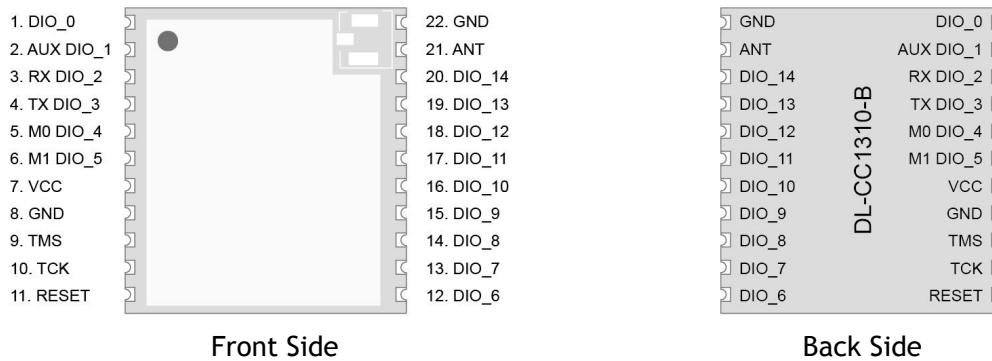 1. DIO_0
2. AUX DIO_1
3. RX DIO_2
4. TX DIO_3
5. M0 DIO_4
6. M1 DIO_5
7. VCC
8. GND
9. TMS
10. TCK
11. RESET
22. GND
21. ANT
20. DIO_14
19. DIO_13
18. DIO_12
17. DIO_11
16. DIO_10
15. DIO_9
14. DIO_8
13. DIO_7
12. DIO_6
Front Side
GND
ANT
DIO_14
DIO_13
DIO_12
DIO_11
DIO_10
DIO_9
DIO_8
DIO_7
DIO_6
DL-CC1310-B
DIO_0
AUX DIO_1
RX DIO_2
TX DIO_3
M0 DIO_4
M1 DIO_5
VCC
GND
TMS
TCK
RESET
Back Side